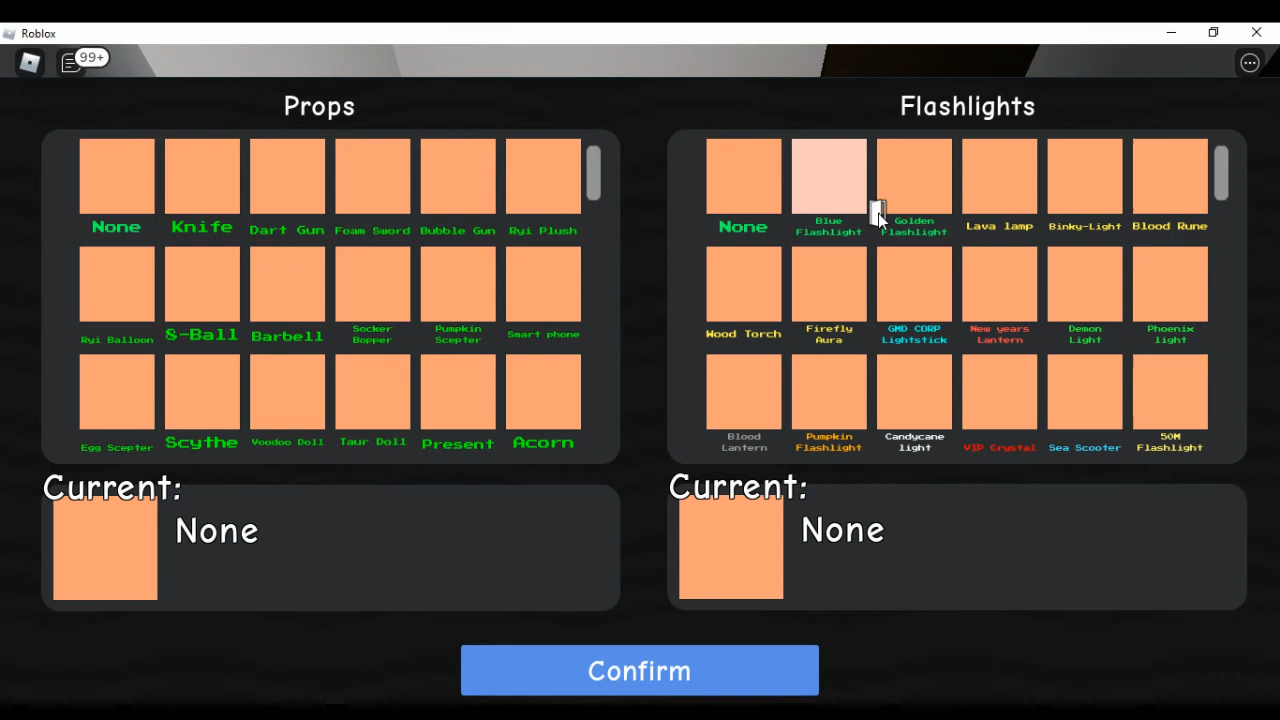 Roblox
99+
Props
Flashlights
None Knife Dart Gun Foam Sword Bubble Gun Ryi Plush
None Blue Flashlight Golden Flashlight Lava lamp Binky-Light Blood Rune
Ryi Balloon 8-Ball Barbell Socker Bopper Pumpkin Scepter Smart phone
Wood Torch Firefly Aura GMD CORP Lightstick New years Lantern Demon Light Phoenix light
Egg Scepter Scythe Voodoo Doll Taur Doll Present Acorn
Blood Lantern Pumpkin Flashlight Candycane light VIP Crystal Sea Scooter 50M Flashlight
Current:
None
Current:
None
Confirm